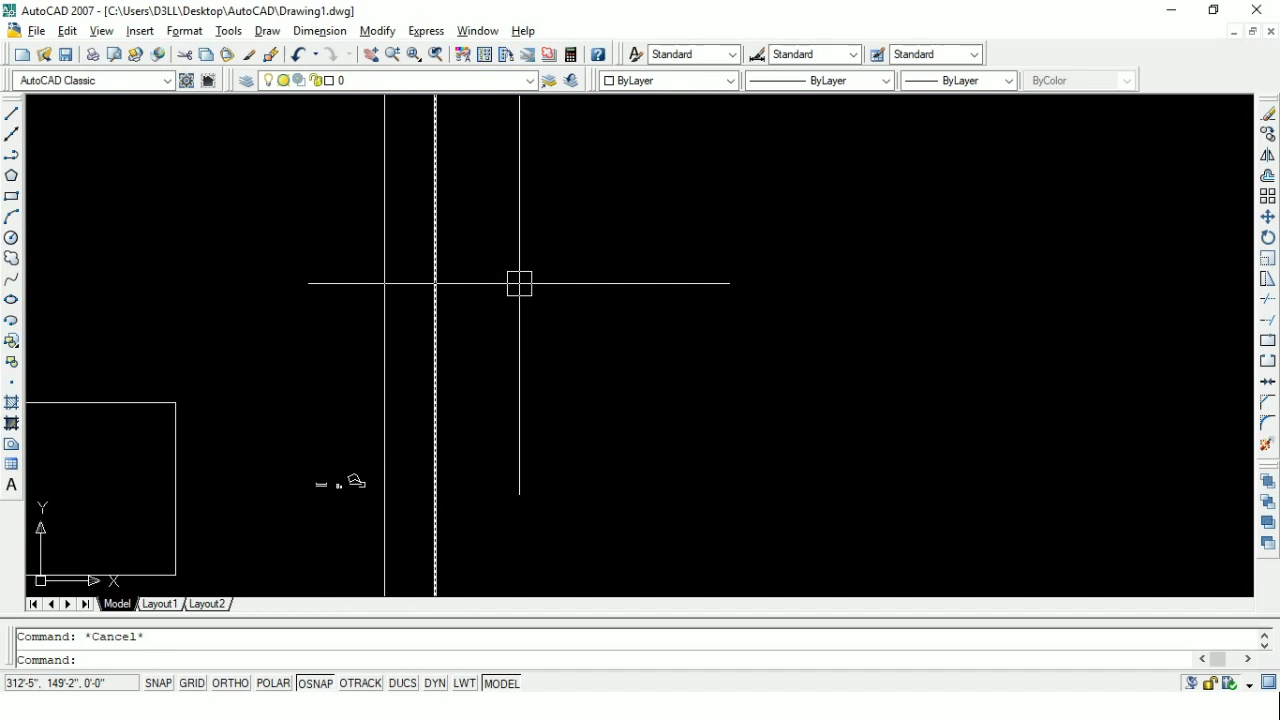 AutoCAD 2007 - [C:\Users\D3LL\Desktop\AutoCAD\Drawing1.dwg]
File Edit View Insert Format Tools Draw Dimension Modify Express Window Help
Standard Standard Standard
AutoCAD Classic 0 ByLayer ByLayer ByLayer ByColor
A
Y
X
Model Layout1 Layout2
Command: *Cancel*
Command:
312'-5", 149'-2", 0'-0" SNAP GRID ORTHO POLAR OSNAP OTRACK DUCS DYN LWT MODEL